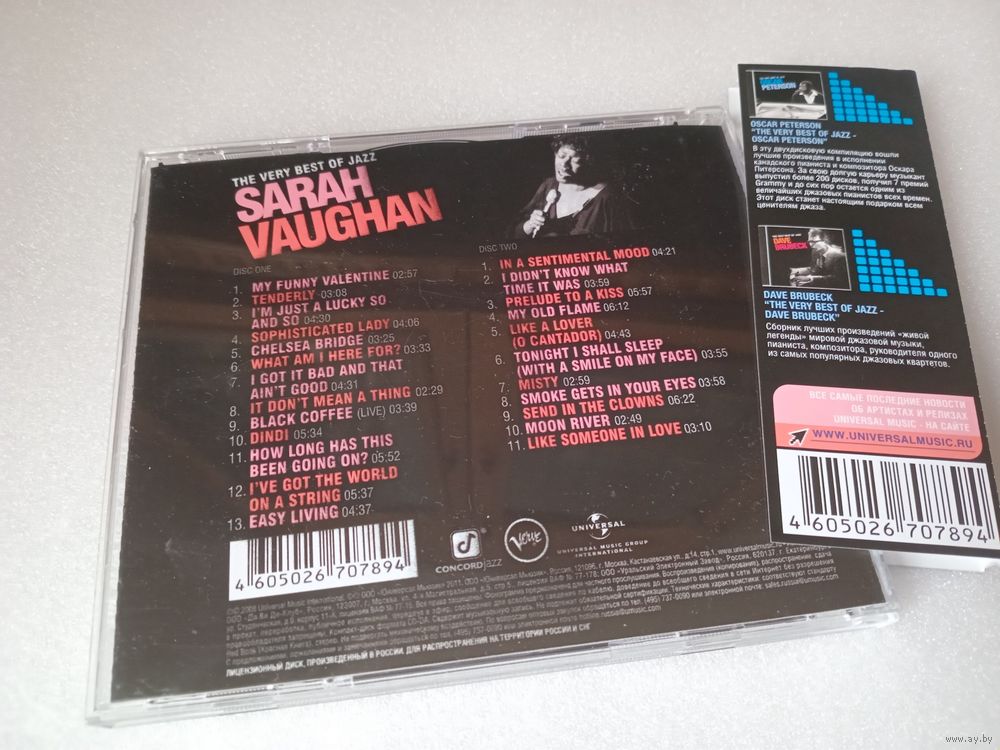 THE VERY BEST OF JAZZ
SARAH
VAUGHAN
DISC ONE
1. MY FUNNY VALENTINE 02:57
2. TENDERLY 03:08
3. I'M JUST A LUCKY SO
AND SO 04:30
4. SOPHISTICATED LADY 04:06
5. CHELSEA BRIDGE 03:25
6. WHAT AM I HERE FOR? 03:33
7. I GOT IT BAD AND THAT
AIN'T GOOD 04:31
8. IT DON'T MEAN A THING 02:29
9. BLACK COFFEE (LIVE) 03:39
10. DINDI 05:34
11. HOW LONG HAS THIS
BEEN GOING ON? 05:52
12. I'VE GOT THE WORLD
ON A STRING 05:37
13. EASY LIVING 04:37
DISC TWO
1. IN A SENTIMENTAL MOOD 04:21
2. I DIDN'T KNOW WHAT
TIME IT WAS 03:59
3. PRELUDE TO A KISS 05:57
4. MY OLD FLAME 06:12
5. LIKE A LOVER
(O CANTADOR) 04:43
6. TONIGHT I SHALL SLEEP
(WITH A SMILE ON MY FACE) 03:55
7. MISTY 02:59
8. SMOKE GETS IN YOUR EYES 03:58
9. SEND IN THE CLOWNS 06:22
10. MOON RIVER 02:49
11. LIKE SOMEONE IN LOVE 03:10
4 605026 707894
CONCORD jazz
Verve
UNIVERSAL
UNIVERSAL MUSIC GROUP
INTERNATIONAL
ЛИЦЕНЗИОННЫЙ ДИСК, ПРОИЗВЕДЕННЫЙ В РОССИИ. ДЛЯ РАСПРОСТРАНЕНИЯ НА ТЕРРИТОРИИ РОССИИ И СНГ
OSCAR PETERSON
OSCAR PETERSON
"THE VERY BEST OF JAZZ -
OSCAR PETERSON"
В эту двухдисковую компиляцию вошли
лучшие произведения в исполнении
канадского пианиста и композитора Оскара
Питерсона. За свою долгую карьеру музыкант
выпустил более 200 дисков, получил 7 премий
Grammy и до сих пор остается одним из
величайших джазовых пианистов всех времен.
Этот диск станет настоящим подарком всем
ценителям джаза.
DAVE
BRUBECK
DAVE BRUBECK
"THE VERY BEST OF JAZZ -
DAVE BRUBECK"
Сборник лучших произведений «живой
легенды» мировой джазовой музыки,
пианиста, композитора, руководителя одного
из самых популярных джазовых квартетов.
ВСЕ САМЫЕ ПОСЛЕДНИЕ НОВОСТИ
ОБ АРТИСТАХ И РЕЛИЗАХ
UNIVERSAL MUSIC - НА САЙТЕ
WWW.UNIVERSALMUSIC.RU
4 605026 707894
www.ay.by